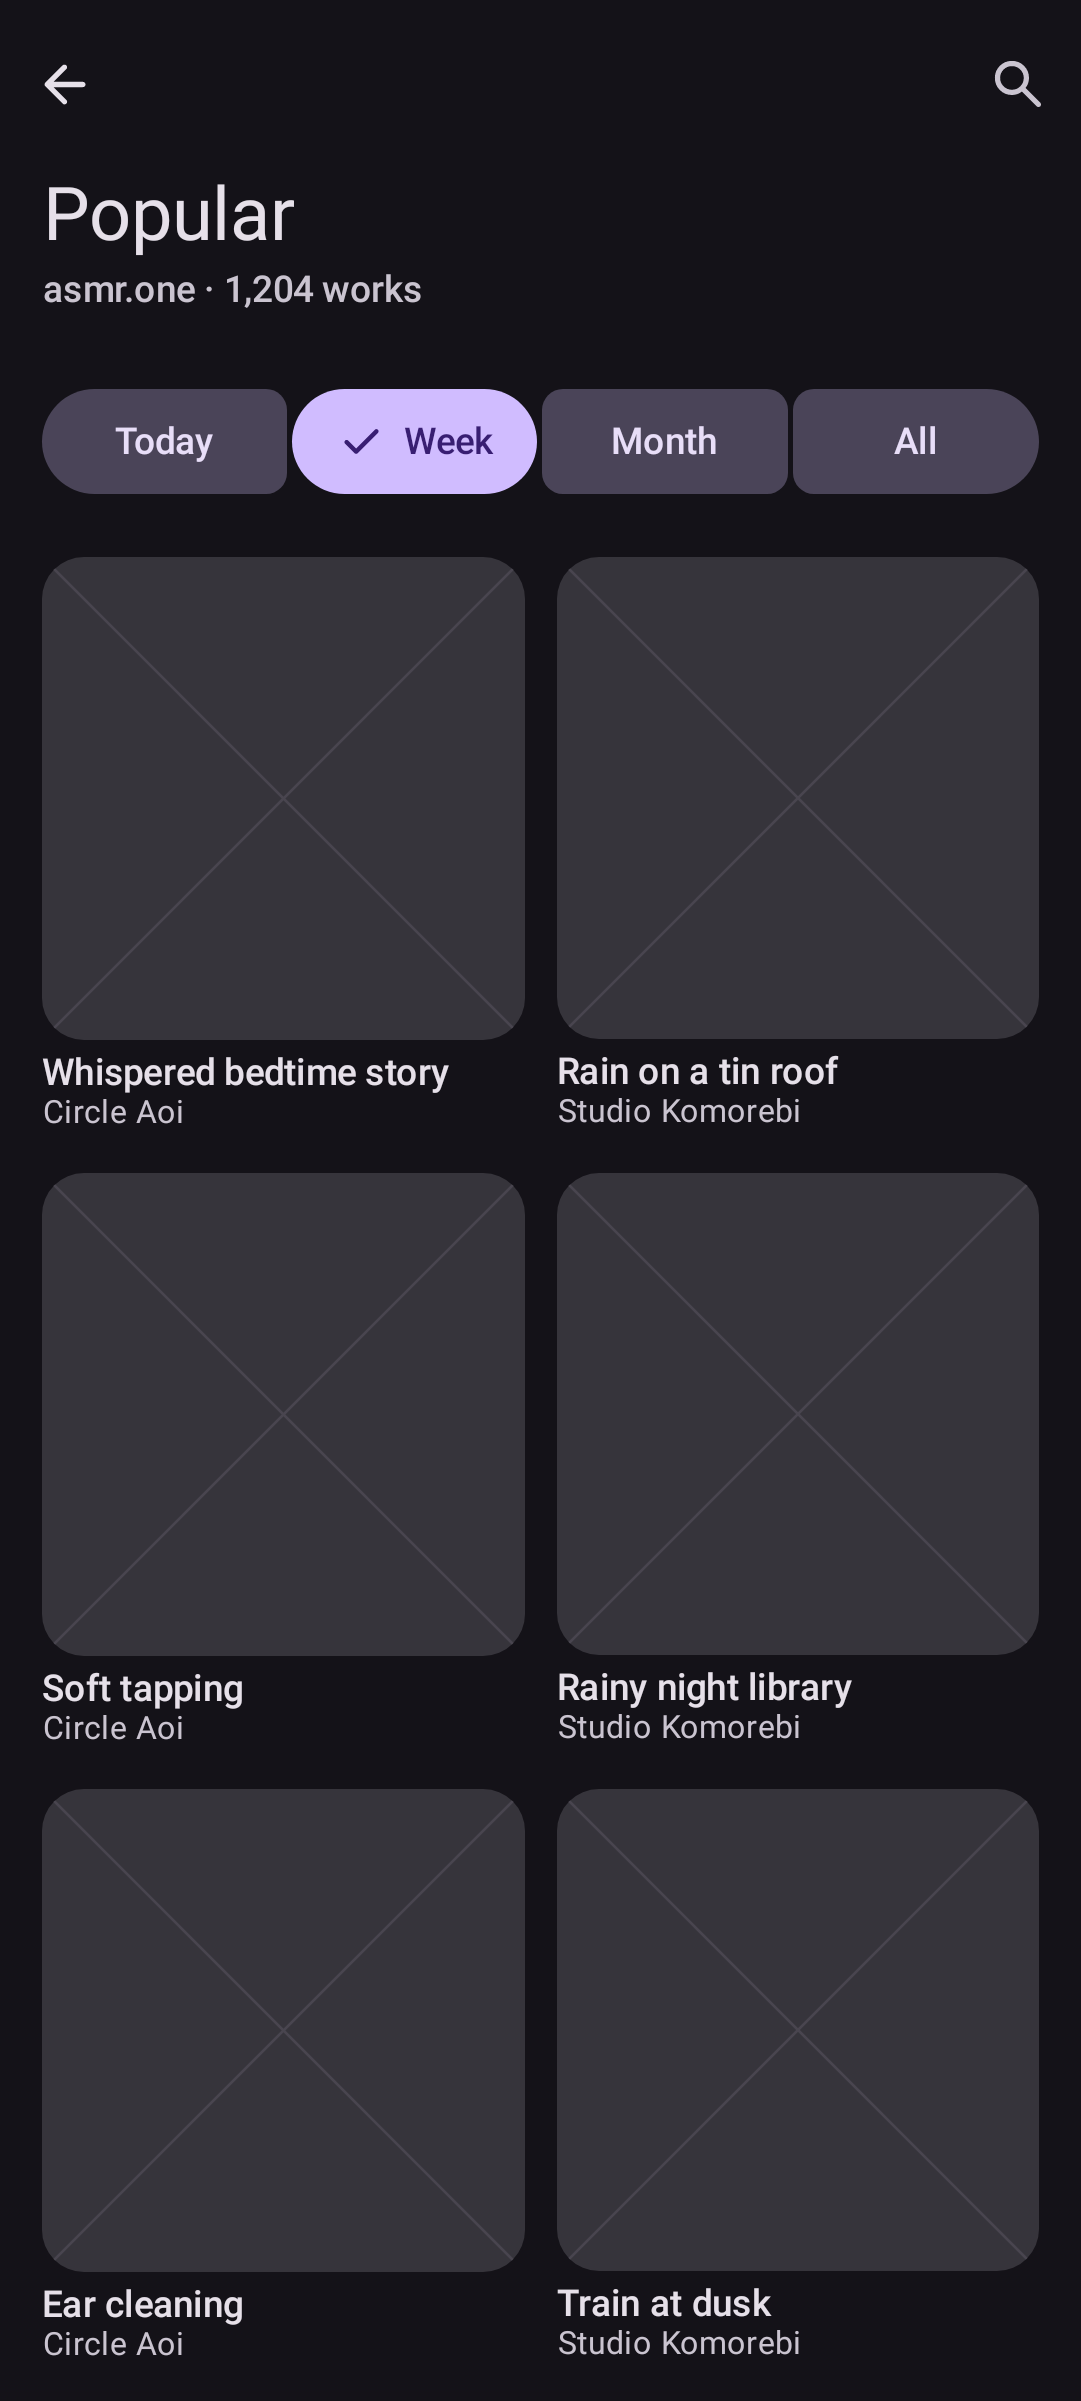 Popular
asmr.one · 1,204 works
Today
Week
Month
All
Whispered bedtime story
Circle Aoi
Rain on a tin roof
Studio Komorebi
Soft tapping
Circle Aoi
Rainy night library
Studio Komorebi
Ear cleaning
Circle Aoi
Train at dusk
Studio Komorebi